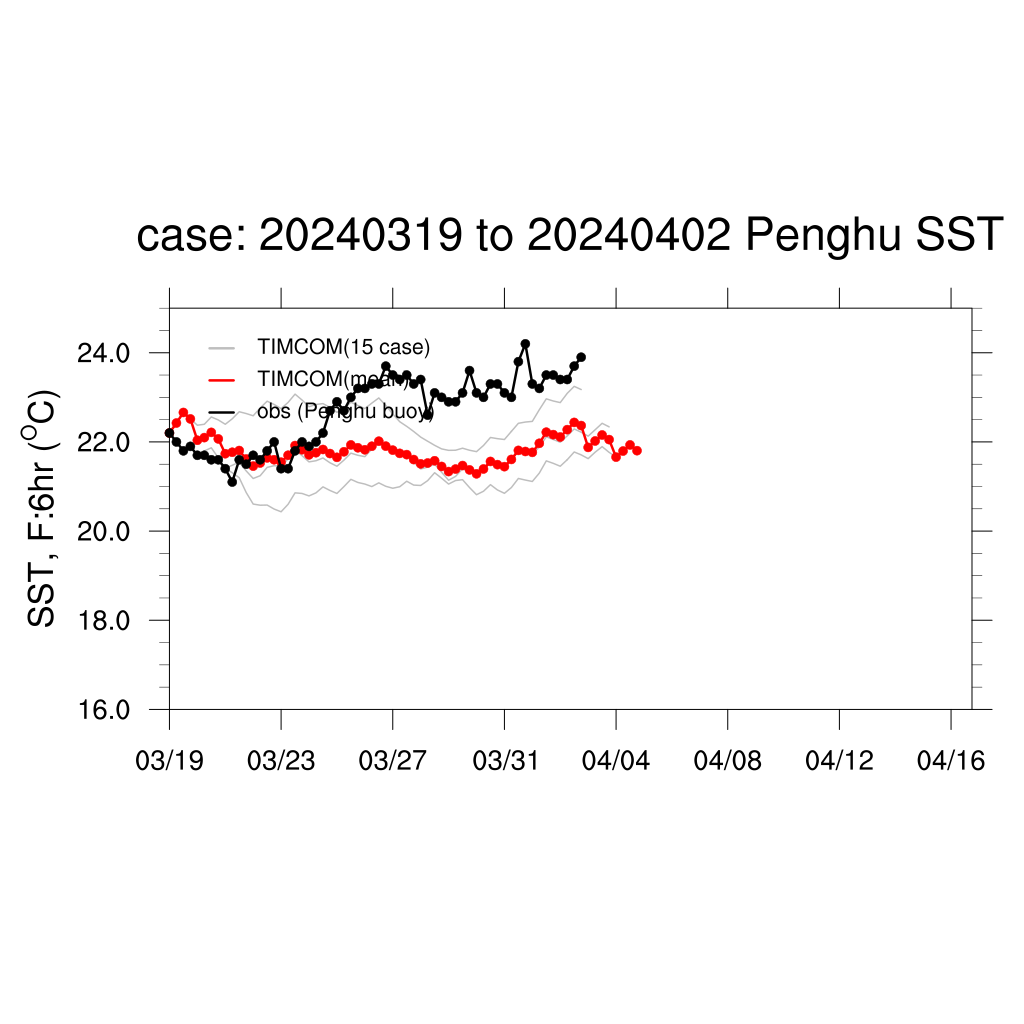 case: 20240319 to 20240402 Penghu SST
TIMCOM(15 case)
TIMCOM(mean)
obs (Penghu buoy)
SST, F:6hr (°C)
24.0
22.0
20.0
18.0
16.0
03/19 03/23 03/27 03/31 04/04 04/08 04/12 04/16